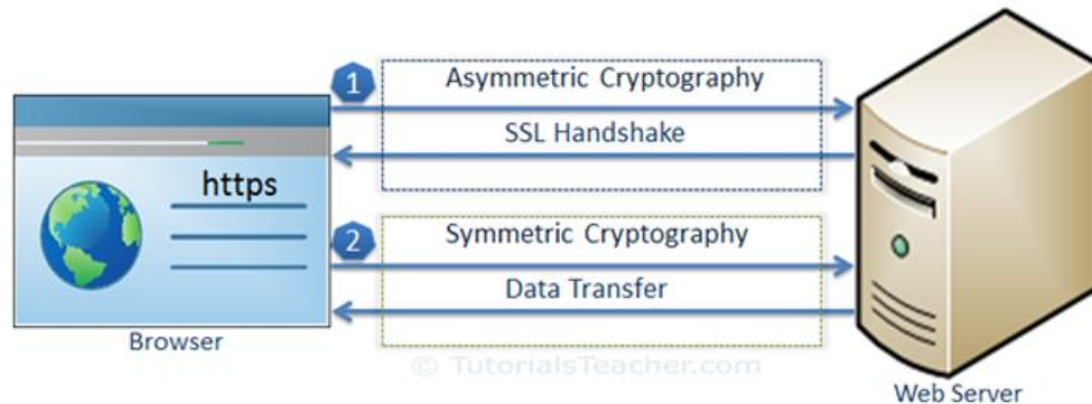 1
Asymmetric Cryptography
SSL Handshake
https
2
Symmetric Cryptography
Data Transfer
Browser
© TutorialsTeacher.com
Web Server